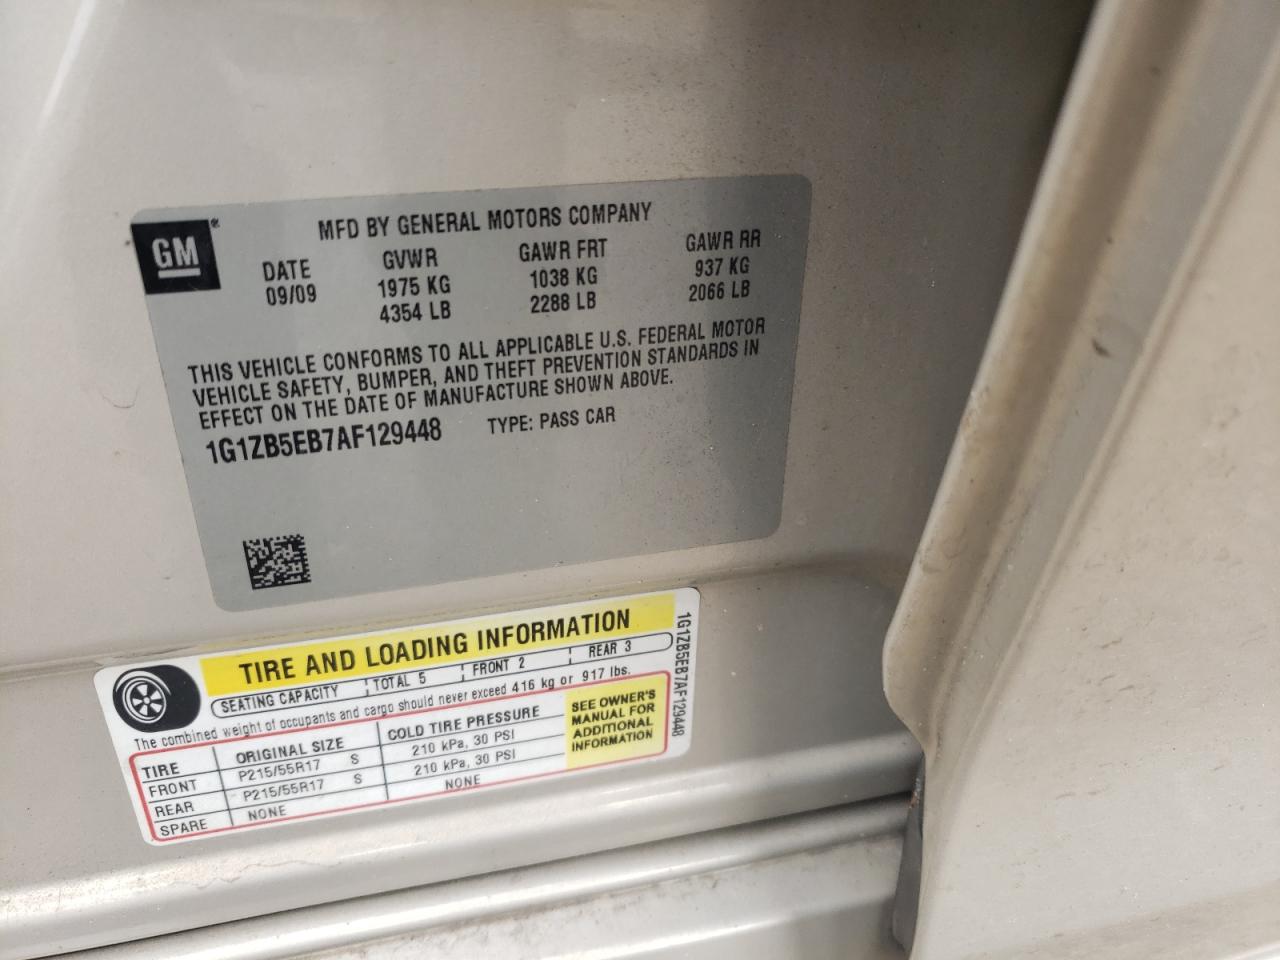 GM®
MFD BY GENERAL MOTORS COMPANY
DATE GVWR GAWR FRT GAWR RR
09/09 1975 KG 1038 KG 937 KG
4354 LB 2288 LB 2066 LB
THIS VEHICLE CONFORMS TO ALL APPLICABLE U.S. FEDERAL MOTOR
VEHICLE SAFETY, BUMPER, AND THEFT PREVENTION STANDARDS IN
EFFECT ON THE DATE OF MANUFACTURE SHOWN ABOVE.
1G1ZB5EB7AF129448 TYPE: PASS CAR
TIRE AND LOADING INFORMATION
SEATING CAPACITY TOTAL 5 FRONT 2 REAR 3
The combined weight of occupants and cargo should never exceed 416 kg or 917 lbs.
TIRE ORIGINAL SIZE COLD TIRE PRESSURE
FRONT P215/55R17 S 210 kPa, 30 PSI
REAR P215/55R17 S 210 kPa, 30 PSI
SPARE NONE NONE
SEE OWNER'S
MANUAL FOR
ADDITIONAL
INFORMATION
1G1ZB5EB7AF129448